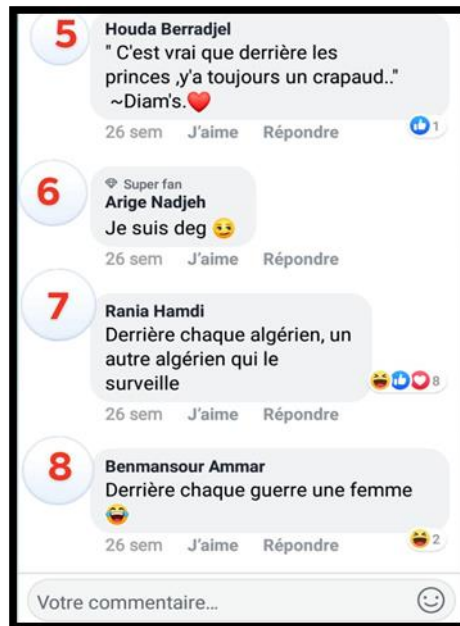 5
Houda Berradjel
" C'est vrai que derrière les
princes ,y'a toujours un crapaud.."
~Diam's.❤️
26 sem J'aime Répondre
1
6
Super fan
Arige Nadjeh
Je suis deg 🥴
26 sem J'aime Répondre
7
Rania Hamdi
Derrière chaque algérien, un
autre algérien qui le
surveille
8
26 sem J'aime Répondre
8
Benmansour Ammar
Derrière chaque guerre une femme
😂
26 sem J'aime Répondre
2
Votre commentaire...